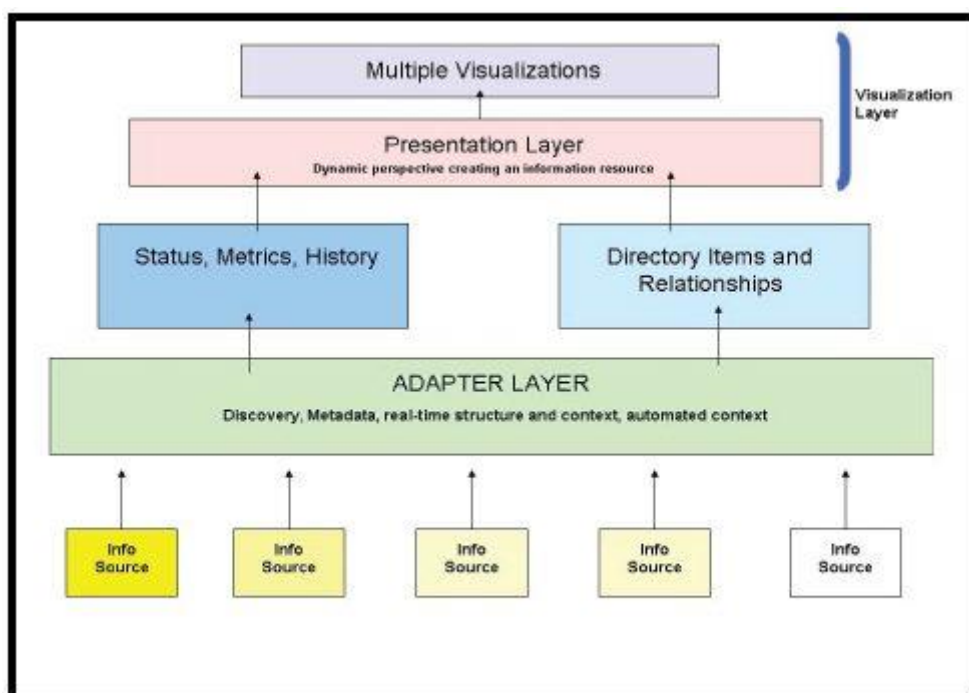 Multiple Visualizations
Visualization
Layer
Presentation Layer
Dynamic perspective creating an information resource
Status, Metrics, History
Directory Items and
Relationships
ADAPTER LAYER
Discovery, Metadata, real-time structure and context, automated context
Info
Source
Info
Source
Info
Source
Info
Source
Info
Source